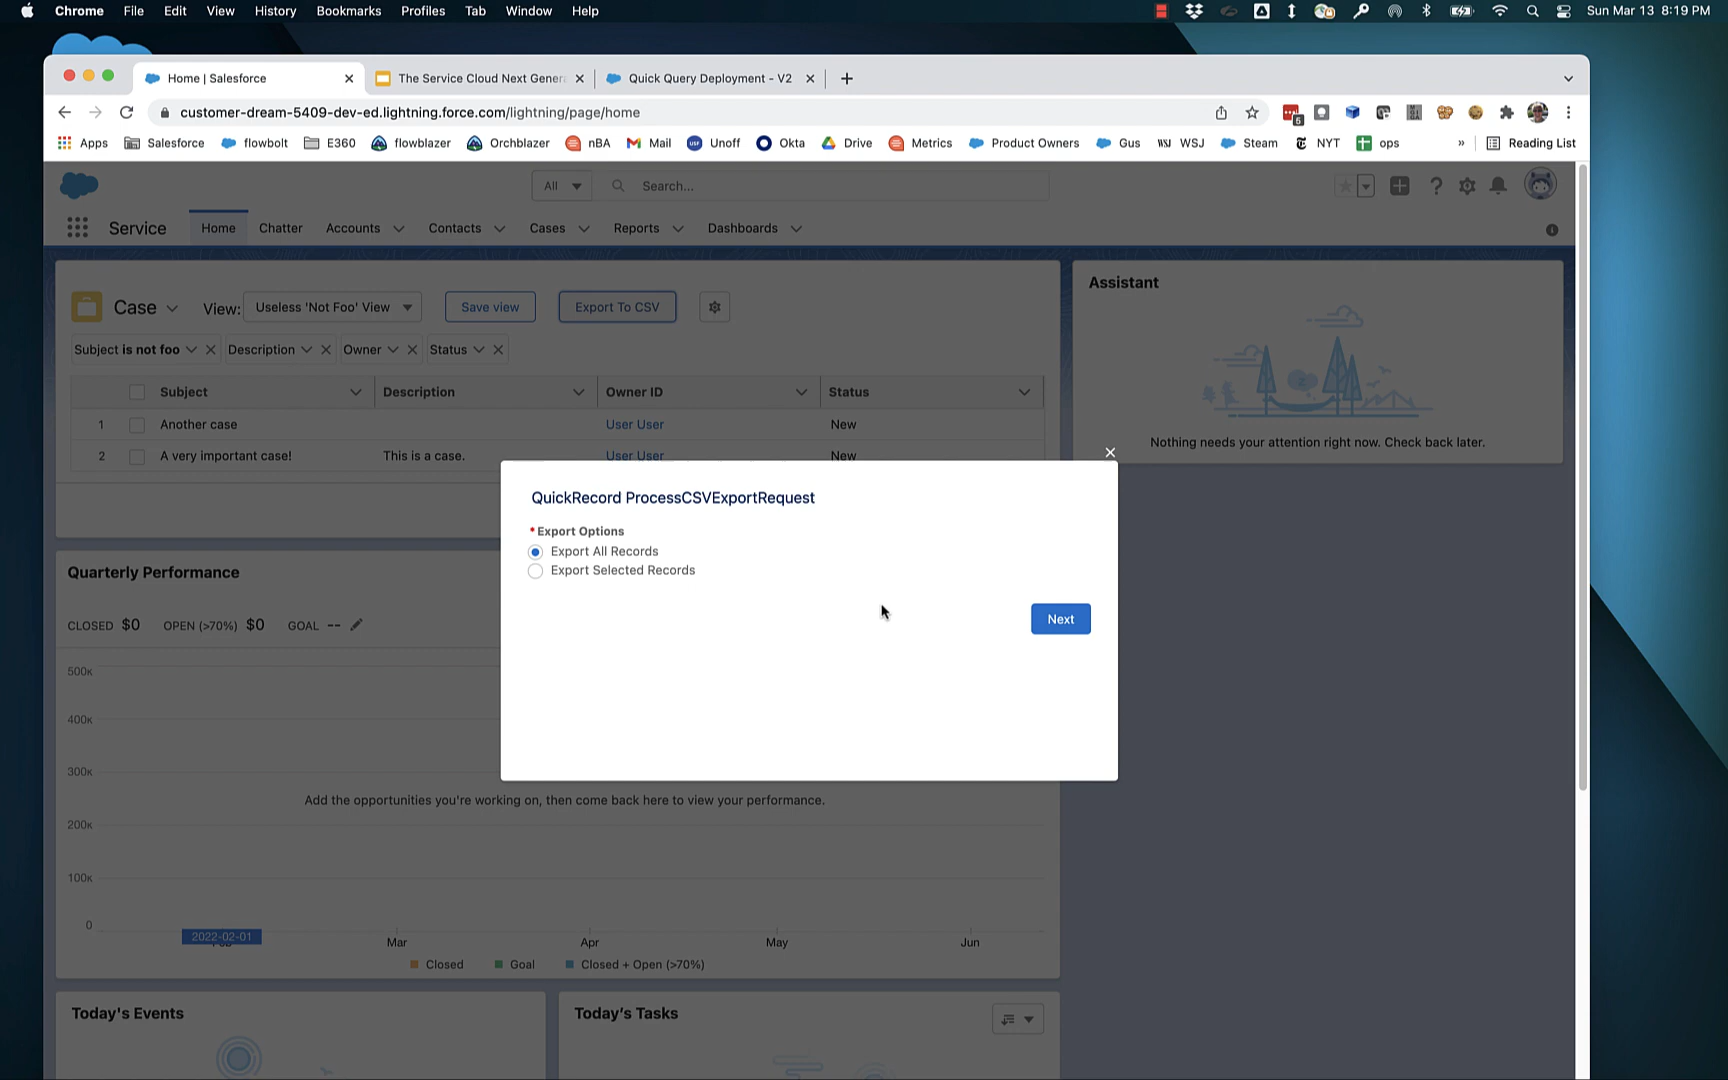 Chrome File Edit View History Bookmarks Profiles Tab Window Help Sun Mar 13 8:19 PM
Home | Salesforce The Service Cloud Next Gener Quick Query Deployment - V2
customer-dream-5409-dev-ed.lightning.force.com/lightning/page/home
Apps Salesforce flowbolt E360 flowblazer Orchblazer nBA Mail Unoff Okta Drive Metrics Product Owners Gus WSJ WSJ Steam NYT ops » Reading List
All Search...
Service Home Chatter Accounts Contacts Cases Reports Dashboards
Case View: Useless 'Not Foo' View Save view Export To CSV
Subject is not foo Description Owner Status
Subject Description Owner ID Status
1 Another case User User New
2 A very important case! This is a case. User User New
Assistant
Nothing needs your attention right now. Check back later.
QuickRecord ProcessCSVExportRequest
*Export Options
Export All Records
Export Selected Records
Next
Quarterly Performance
CLOSED $0 OPEN (>70%) $0 GOAL --
500K
400K
300K
Add the opportunities you're working on, then come back here to view your performance.
200K
100K
0
2022-02-01
Mar Apr May Jun
Closed Goal Closed + Open (>70%)
Today's Events
Today's Tasks